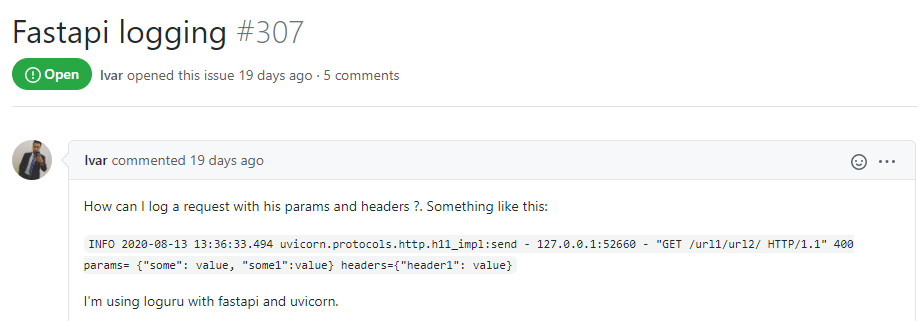 Fastapi logging #307
Open Ivar opened this issue 19 days ago · 5 comments
Ivar commented 19 days ago
How can I log a request with his params and headers ?. Something like this:
INFO 2020-08-13 13:36:33.494 uvicorn.protocols.http.h11_impl:send - 127.0.0.1:52660 - "GET /url1/url2/ HTTP/1.1" 400
params= {"some": value, "some1":value} headers={"header1": value}
I'm using loguru with fastapi and uvicorn.